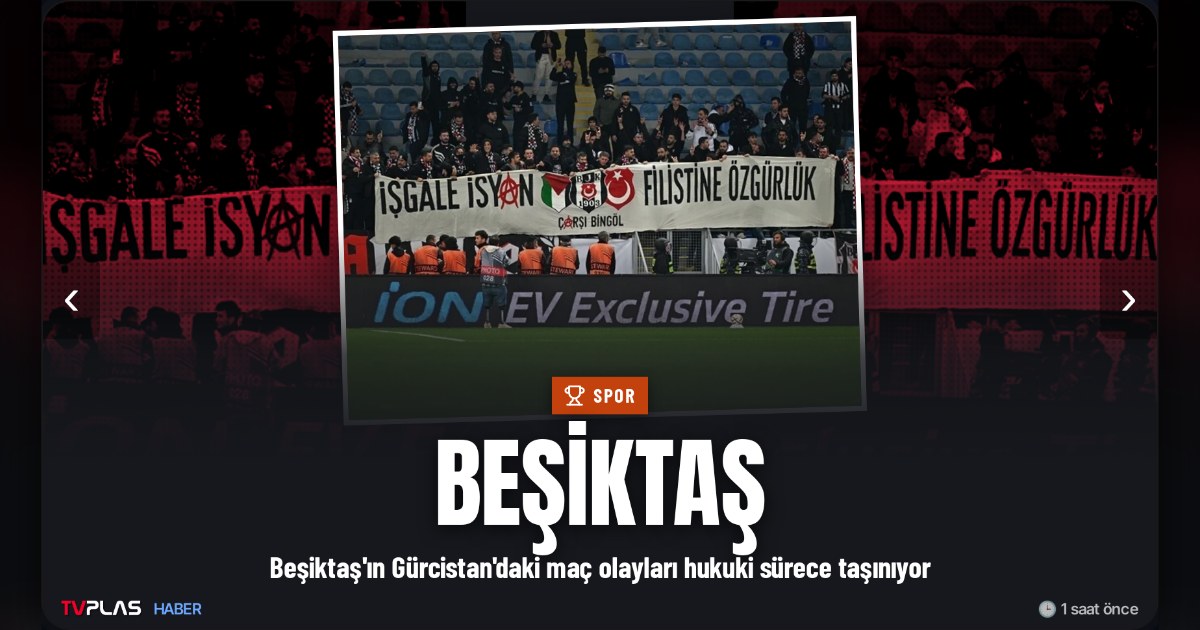 İŞGALE İSYAN FİLİSTİNE ÖZGÜRLÜK
BJK
1903
ÇARŞI BİNGÖL
iON EV Exclusive Tire
ŞGALE İSYAN
LİSTİNE ÖZGÜRLÜK
‹
›
SPOR
BEŞİKTAŞ
Beşiktaş'ın Gürcistan'daki maç olayları hukuki sürece taşınıyor
TVPLAS HABER
1 saat önce